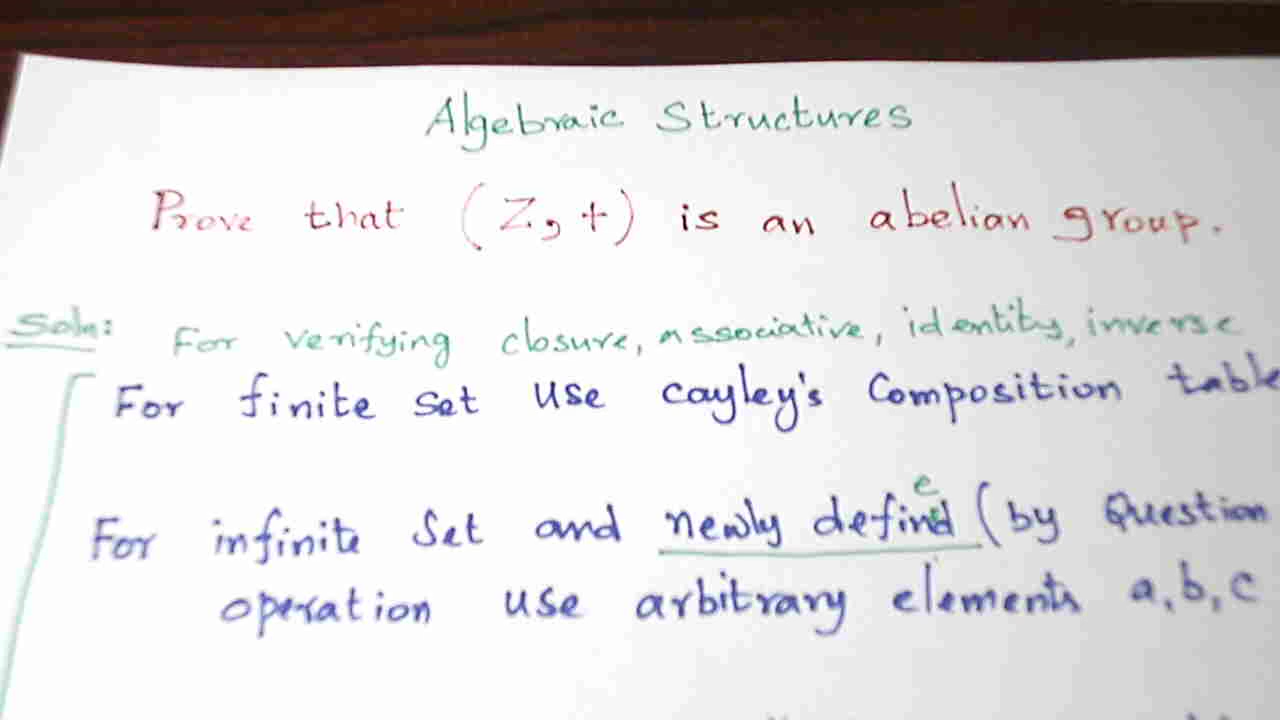 Algebraic Structures
Prove that (Z, +) is an abelian group.
Soln: For verifying closure, associative, identity, inverse
For finite set use cayley's Composition table
For infinite Set and newly defined (by Question
operation use arbitrary elements a, b, c